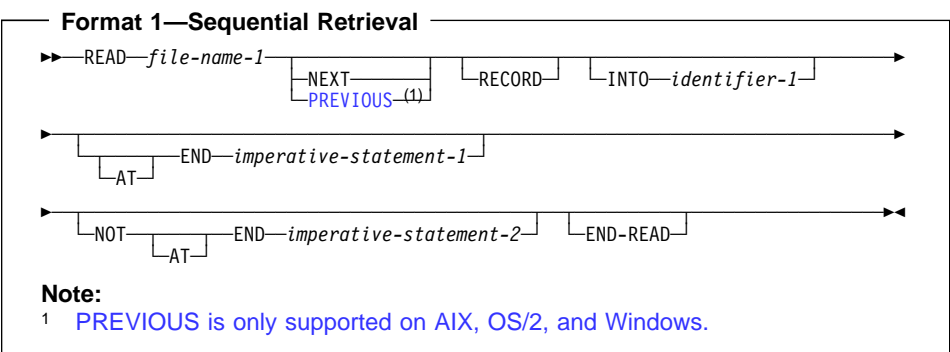 Format 1—Sequential Retrieval
READ file-name-1 NEXT RECORD INTO identifier-1
PREVIOUS (1)
END imperative-statement-1
AT
NOT END imperative-statement-2 END-READ
AT
Note:
1 PREVIOUS is only supported on AIX, OS/2, and Windows.